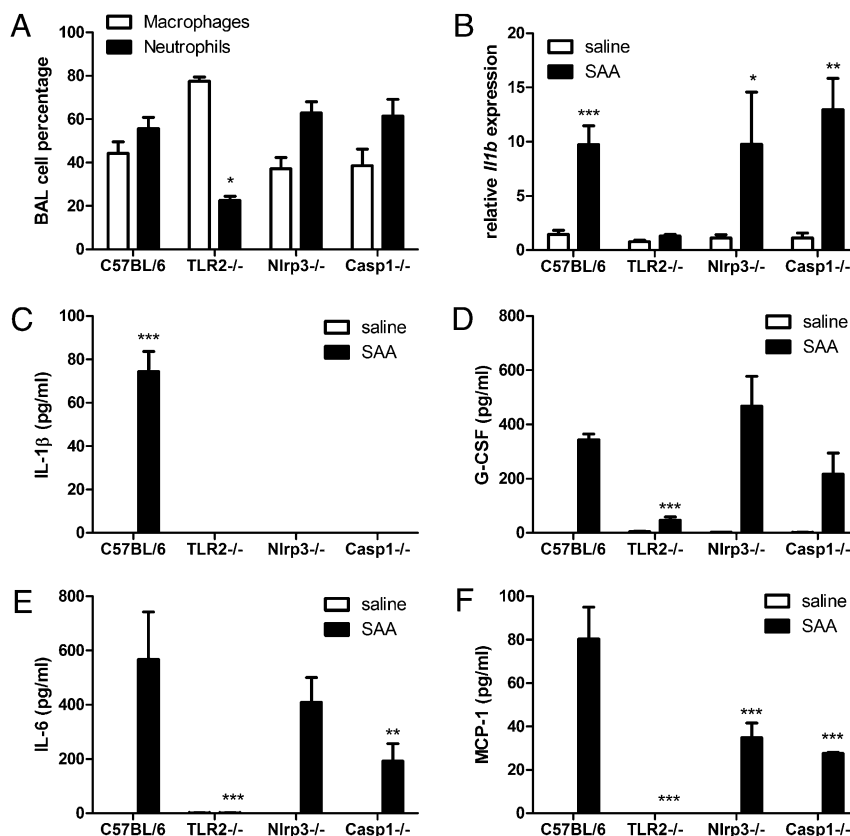 A
Macrophages
Neutrophils
BAL cell percentage
100
80
60
40
20
0
*
C57BL/6 TLR2-/- Nlrp3-/- Casp1-/-
B
saline
SAA
relative Il1b expression
20
15
10
5
0
*** * **
C57BL/6 TLR2-/- Nlrp3-/- Casp1-/-
C
saline
SAA
IL-1β (pg/ml)
100
80
60
40
20
0
***
C57BL/6 TLR2-/- Nlrp3-/- Casp1-/-
D
saline
SAA
G-CSF (pg/ml)
800
600
400
200
0
***
C57BL/6 TLR2-/- Nlrp3-/- Casp1-/-
E
saline
SAA
IL-6 (pg/ml)
800
600
400
200
0
*** **
C57BL/6 TLR2-/- Nlrp3-/- Casp1-/-
F
saline
SAA
MCP-1 (pg/ml)
100
80
60
40
20
0
*** *** ***
C57BL/6 TLR2-/- Nlrp3-/- Casp1-/-